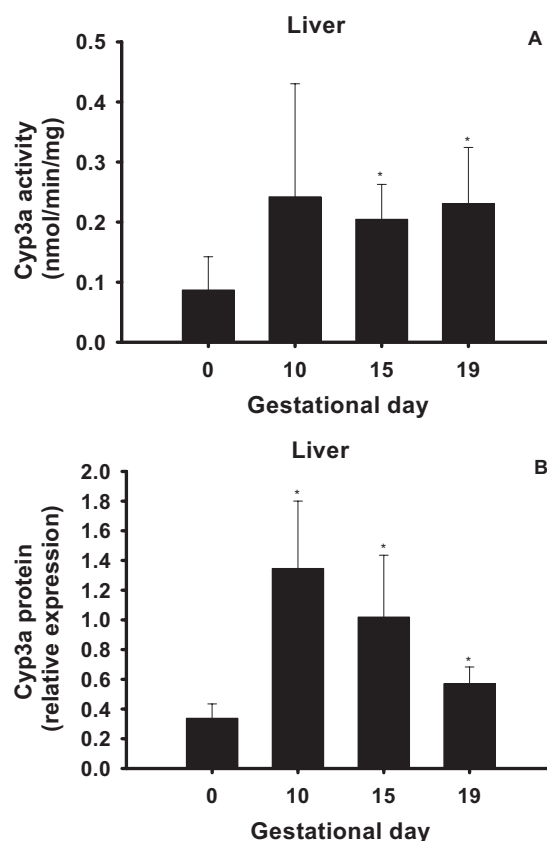 Liver
A
0.5
0.4
0.3
0.2
0.1
0.0
Cyp3a activity
(nmol/min/mg)
*
*
0 10 15 19
Gestational day
Liver
B
2.0
1.8
1.6
1.4
1.2
1.0
0.8
0.6
0.4
0.2
0.0
Cyp3a protein
(relative expression)
*
*
*
0 10 15 19
Gestational day